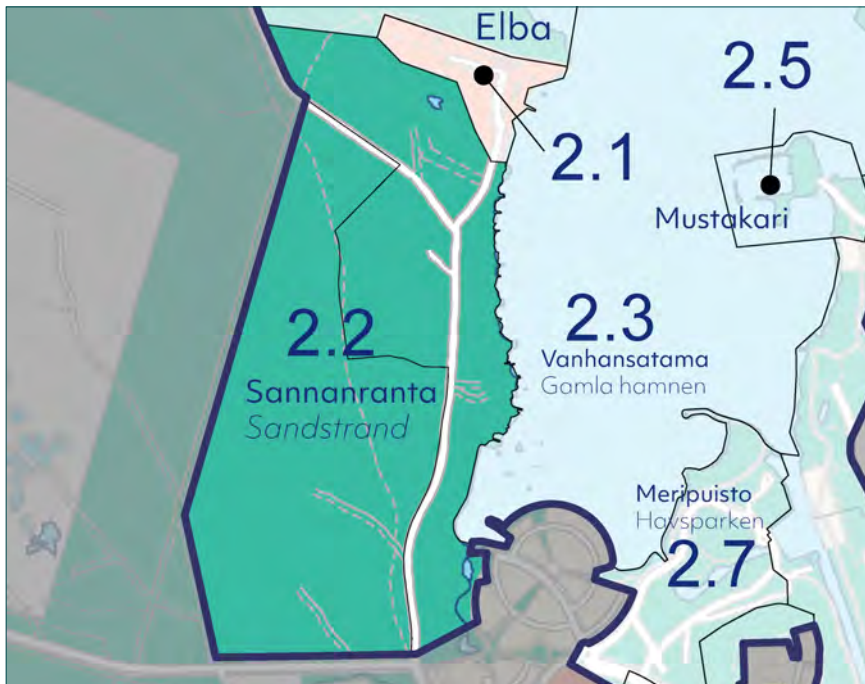 Elba
2.5
2.1
Mustakari
2.2
Sannanranta
Sandstrand
2.3
Vanhansatama
Gamla hamnen
Meripuisto
Havsparken
2.7